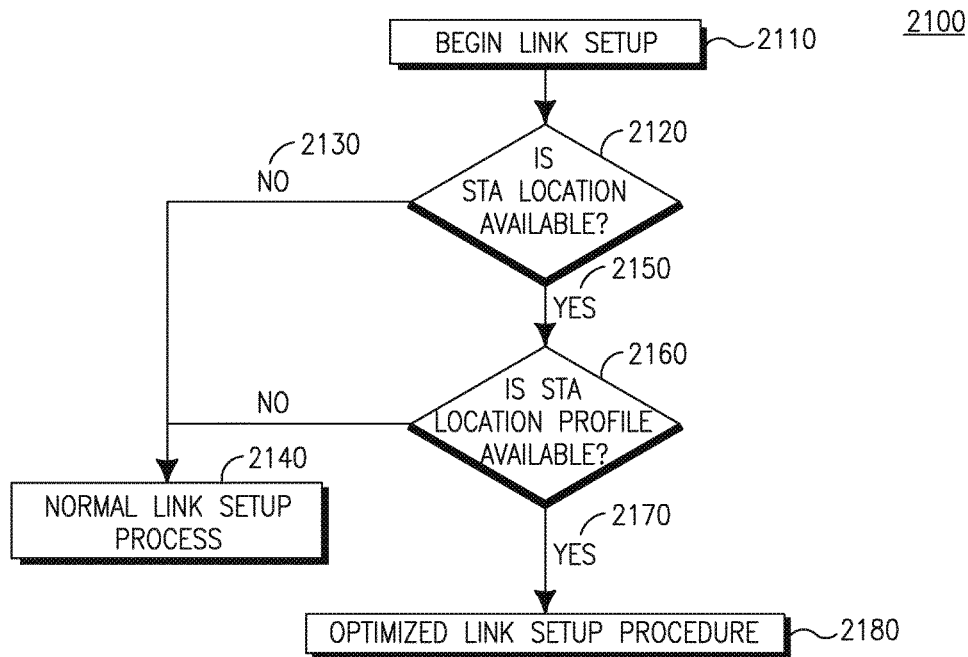 2100
BEGIN LINK SETUP
2110
2120
IS
STA LOCATION
AVAILABLE?
2130
NO
2150
YES
2160
IS STA
LOCATION PROFILE
AVAILABLE?
NO
2140
NORMAL LINK SETUP
PROCESS
2170
YES
OPTIMIZED LINK SETUP PROCEDURE
2180